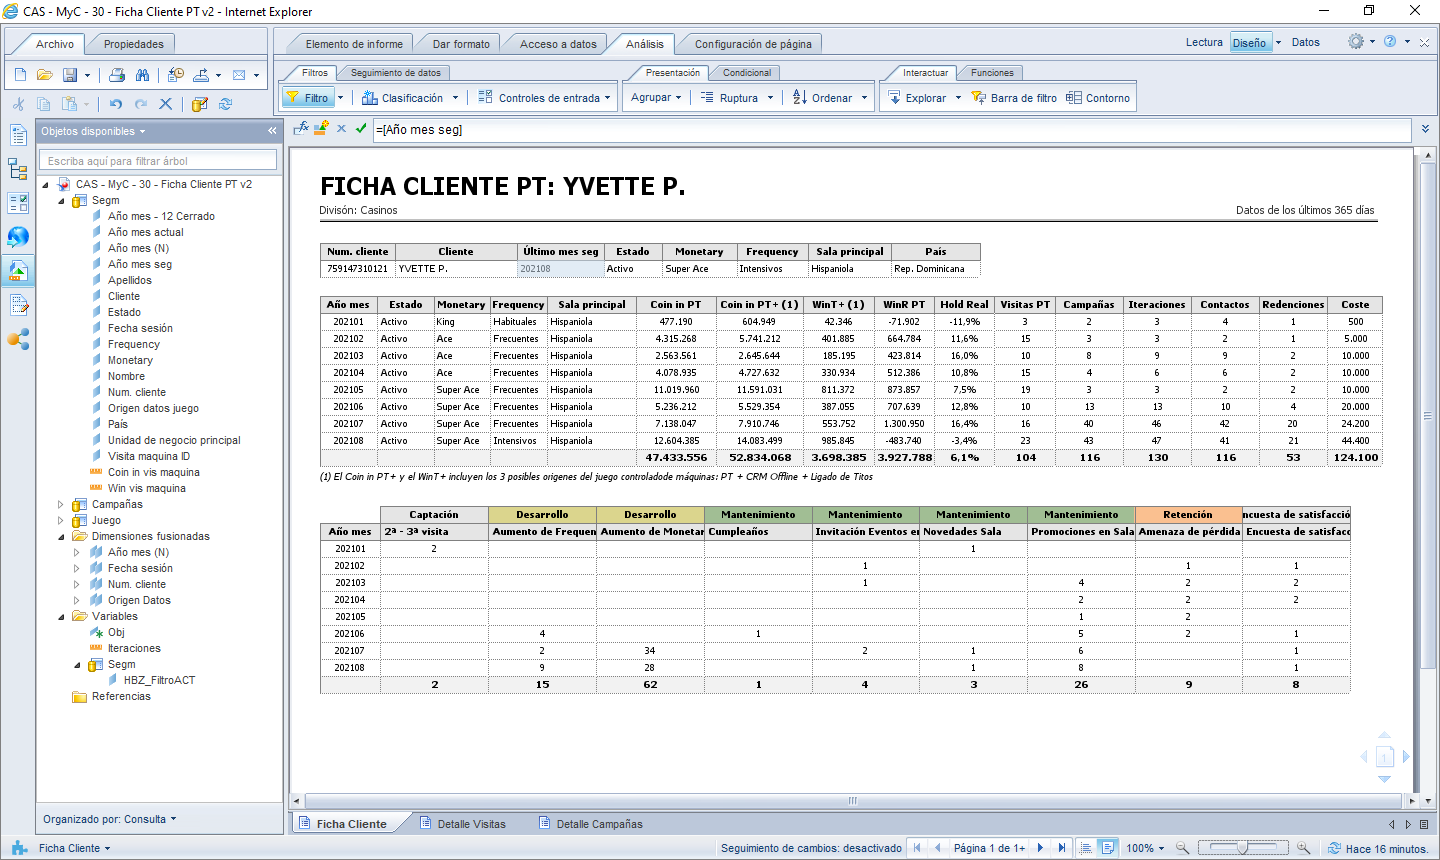 CAS - MyC - 30 - Ficha Cliente PT v2 - Internet Explorer
Archivo Propiedades
Elemento de informe Dar formato Acceso a datos Análisis Configuración de página
Lectura Diseño Datos
Filtros Seguimiento de datos Presentación Condicional Interactuar Funciones
Filtro Clasificación Controles de entrada Agrupar Ruptura Ordenar Explorar Barra de filtro Contorno
Objetos disponibles
=[Año mes seg]
Escriba aquí para filtrar árbol
CAS - MyC - 30 - Ficha Cliente PT v2
Segm
Año mes - 12 Cerrado
Año mes actual
Año mes (N)
Año mes seg
Apellidos
Cliente
Estado
Fecha sesión
Frequency
Monetary
Nombre
Num. cliente
Origen datos juego
País
Unidad de negocio principal
Visita maquina ID
Coin in vis maquina
Win vis maquina
Campañas
Juego
Dimensiones fusionadas
Año mes (N)
Fecha sesión
Num. cliente
Origen Datos
Variables
Obj
Iteraciones
Segm
HBZ_FiltroACT
Referencias
Organizado por: Consulta
FICHA CLIENTE PT: YVETTE P.
Divisón: Casinos Datos de los últimos 365 días
Num. cliente Cliente Último mes seg Estado Monetary Frequency Sala principal País
759147310121 YVETTE P. 202108 Activo Super Ace Intensivos Hispaniola Rep. Dominicana
Año mes Estado Monetary Frequency Sala principal Coin in PT Coin in PT+ (1) WinT+ (1) WinR PT Hold Real Visitas PT Campañas Iteraciones Contactos Redenciones Coste
202101 Activo King Habituales Hispaniola 477.190 604.949 42.346 -71.902 -11,9% 3 2 3 4 1 500
202102 Activo Ace Frecuentes Hispaniola 4.315.268 5.741.212 401.885 664.784 11,6% 15 3 3 2 1 5.000
202103 Activo Ace Frecuentes Hispaniola 2.563.561 2.645.644 185.195 423.814 16,0% 10 8 9 9 2 10.000
202104 Activo Ace Frecuentes Hispaniola 4.078.935 4.727.632 330.934 512.386 10,8% 15 4 6 6 2 10.000
202105 Activo Super Ace Frecuentes Hispaniola 11.019.960 11.591.031 811.372 873.857 7,5% 19 3 3 2 2 10.000
202106 Activo Super Ace Frecuentes Hispaniola 5.236.212 5.529.354 387.055 707.639 12,8% 10 13 13 10 4 20.000
202107 Activo Super Ace Frecuentes Hispaniola 7.138.047 7.910.746 553.752 1.300.950 16,4% 16 40 46 42 20 24.200
202108 Activo Super Ace Intensivos Hispaniola 12.604.385 14.083.499 985.845 -483.740 -3,4% 23 43 47 41 21 44.400
47.433.556 52.834.068 3.698.385 3.927.788 6,1% 104 116 130 116 53 124.100
(1) El Coin in PT+ y el WinT+ incluyen los 3 posibles origenes del juego controladode máquinas: PT + CRM Offline + Ligado de Titos
Captación Desarrollo Desarrollo Mantenimiento Mantenimiento Mantenimiento Mantenimiento Retención ncuesta de satisfacció
Año mes 2ª - 3ª visita Aumento de Frequen Aumento de Monetar Cumpleaños Invitación Eventos en Novedades Sala Promociones en Sala Amenaza de pérdida Encuesta de satisfacc
202101 2 1
202102 1 1 1
202103 1 4 2 2
202104 2 2 2
202105 1 2
202106 4 1 5 2 1
202107 2 34 2 1 6 1
202108 9 28 1 8 1
2 15 62 1 4 3 26 9 8
1
Ficha Cliente Detalle Visitas Detalle Campañas
Ficha Cliente Seguimiento de cambios: desactivado Página 1 de 1+ 100% Hace 16 minutos.